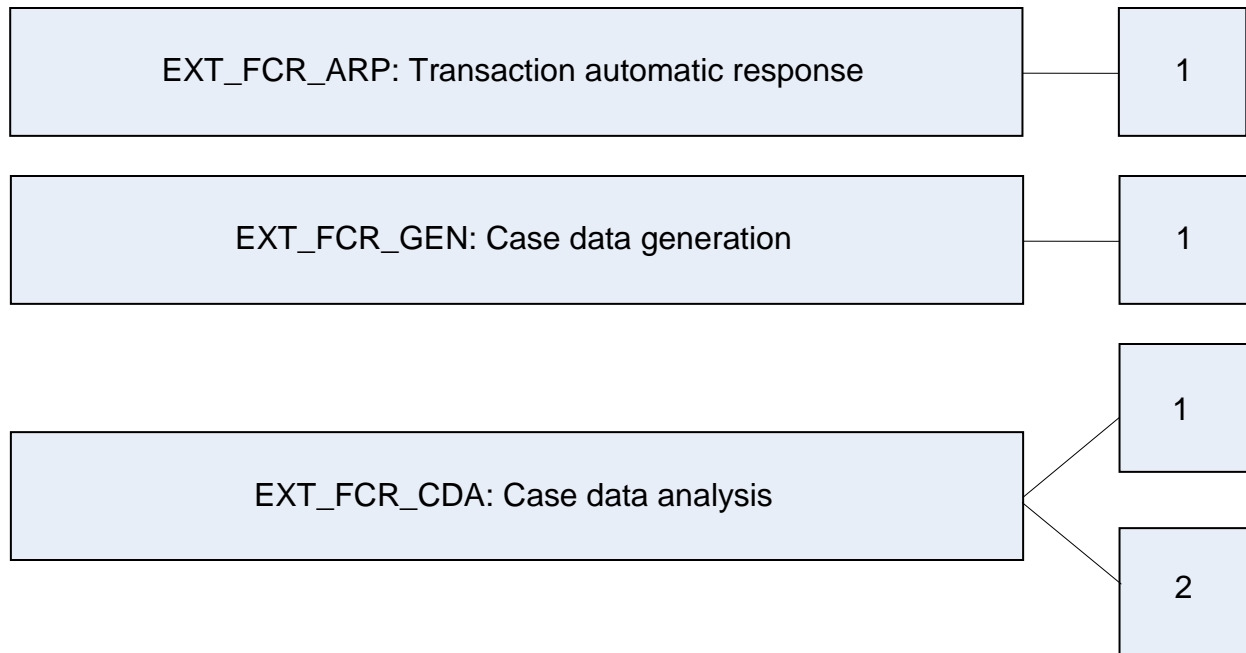 EXT_FCR_ARP: Transaction automatic response
1
EXT_FCR_GEN: Case data generation
1
EXT_FCR_CDA: Case data analysis
1
2